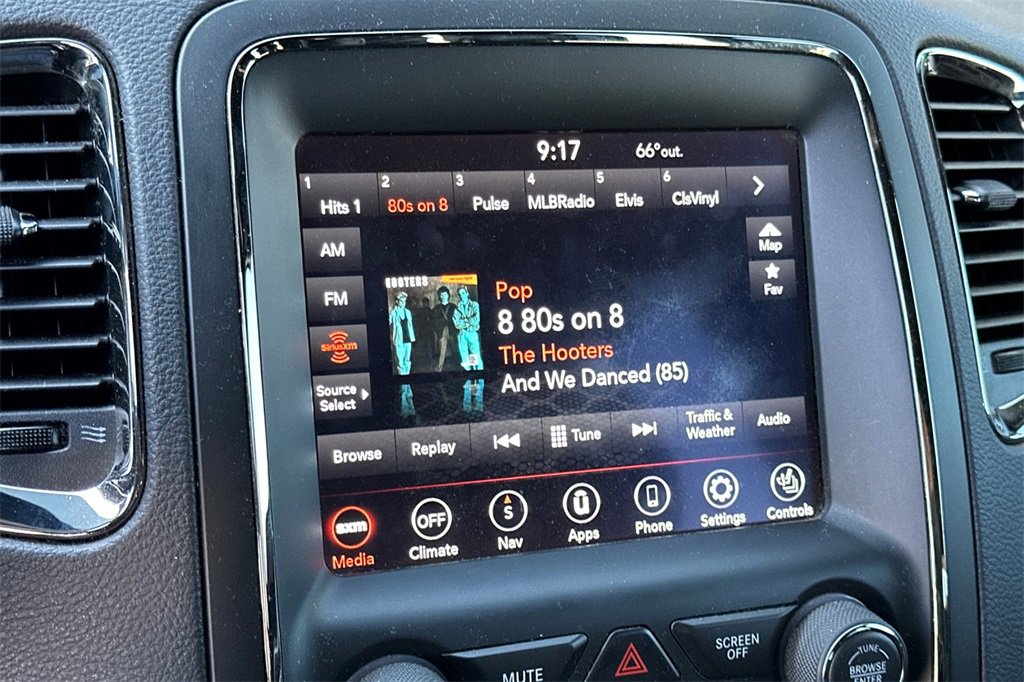 9:17 66°out.
1 2 3 4 5 6
Hits 1 80s on 8 Pulse MLBRadio Elvis ClsVinyl
AM
Map
FM
Fav
SiriusXM
Source
Select
HOOTERS
Pop
8 80s on 8
The Hooters
And We Danced (85)
Browse Replay Tune Traffic &
Weather Audio
sxm OFF S u
Media Climate Nav Apps Phone Settings Controls
MUTE
SCREEN
OFF
TUNE
BROWSE
ENTER